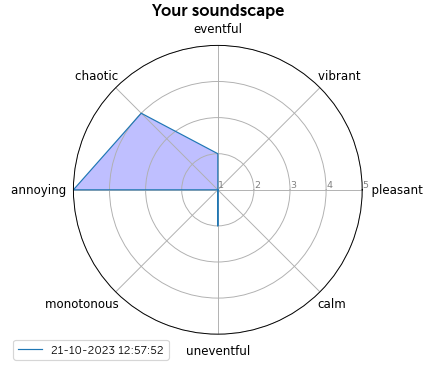 Your soundscape
eventful
chaotic
vibrant
annoying
1 2 3 4 5
pleasant
monotonous
calm
uneventful
21-10-2023 12:57:52